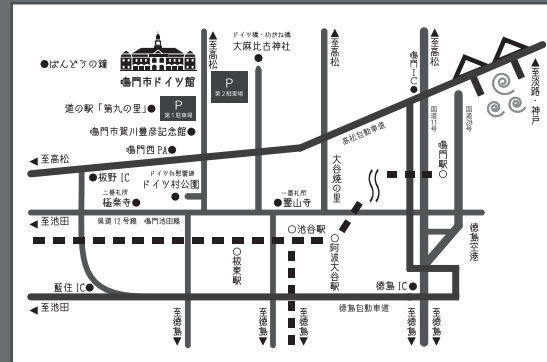 ドイツ橋・めがね橋
大麻比古神社
●ばんどうの鐘
鳴門市ドイツ館
▲至高松
▲至高松
▲至高松
鳴門IC●
▲至淡路・神戸
P
第2駐車場
道の駅「第九の里」●
P
第1駐車場
鳴門市賀川豊彦記念館●
鳴門西PA●
高松自動車道
国道11号
国道28号
鳴門駅○
◀至高松
●板野IC
ドイツ兵慰霊碑
ドイツ村公園
二番札所
極楽寺●
一番札所
●霊山寺
大谷焼の里
◀至池田
県道12号線 鳴門池田線
○池谷駅
○阿波大谷駅
○板東駅
徳島空港
藍住IC●
徳島IC●
◀至池田
徳島自動車道
至徳島▼
至徳島▼
至徳島▼
至徳島▼
至徳島▼